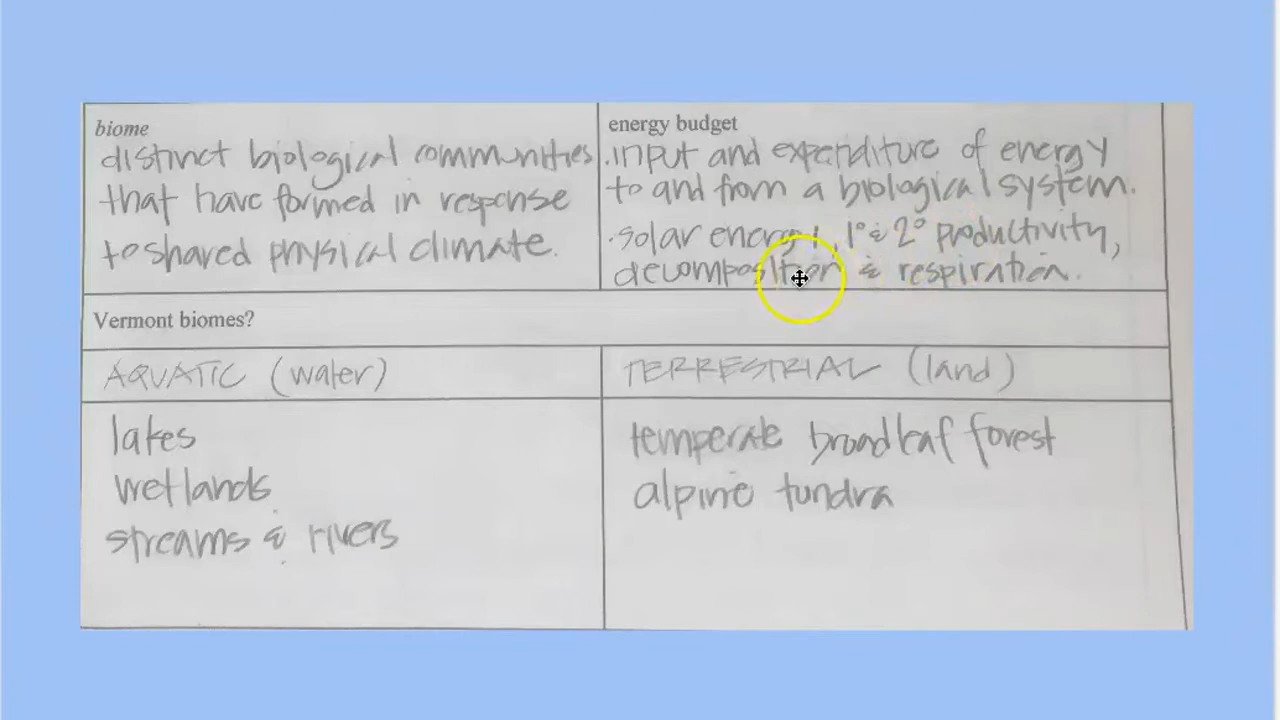 biome
distinct biological communities
that have formed in response
to shared physical climate.
energy budget
·input and expenditure of energy
to and from a biological system.
·solar energy, 1° & 2° productivity,
decomposition & respiration.
Vermont biomes?
AQUATIC (water)
TERRESTRIAL (land)
lakes
wetlands
streams & rivers
temperate broadleaf forest
alpine tundra